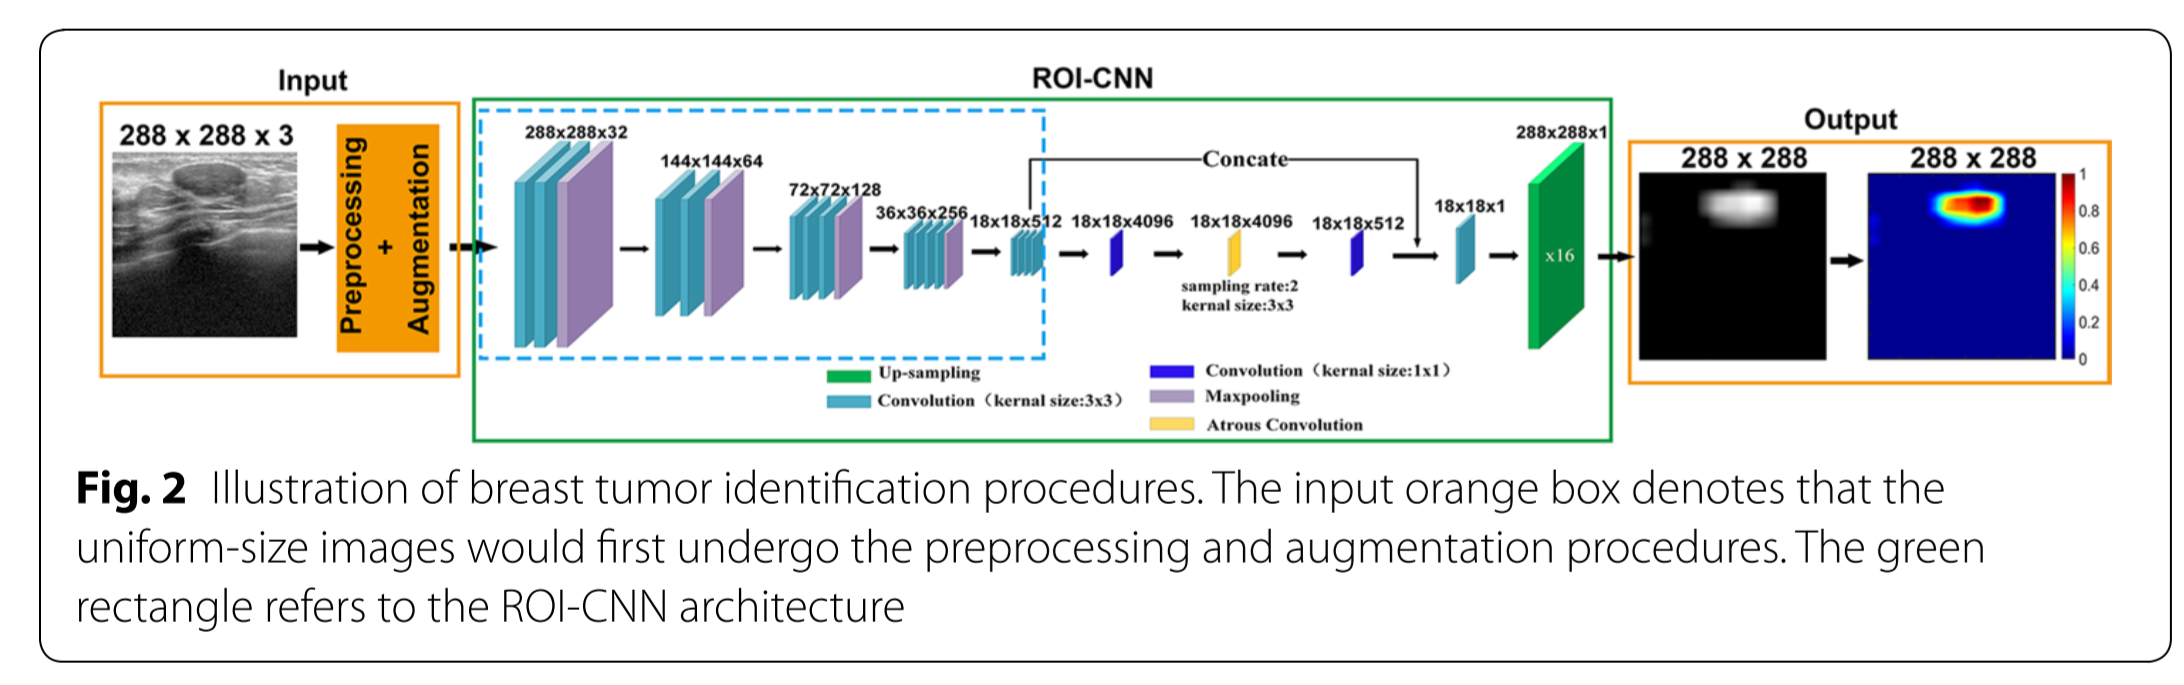 Input
ROI-CNN
Output
288 x 288 x 3
Preprocessing
+
Augmentation
288x288x32
144x144x64
72x72x128
36x36x256
18x18x512
Concate
18x18x4096
18x18x4096
sampling rate:2
kernal size:3x3
18x18x512
18x18x1
288x288x1
x16
288 x 288
288 x 288
1
0.8
0.6
0.4
0.2
0
Up-sampling
Convolution（kernal size:3x3）
Convolution（kernal size:1x1）
Maxpooling
Atrous Convolution
Fig. 2 Illustration of breast tumor identification procedures. The input orange box denotes that the
uniform-size images would first undergo the preprocessing and augmentation procedures. The green
rectangle refers to the ROI-CNN architecture